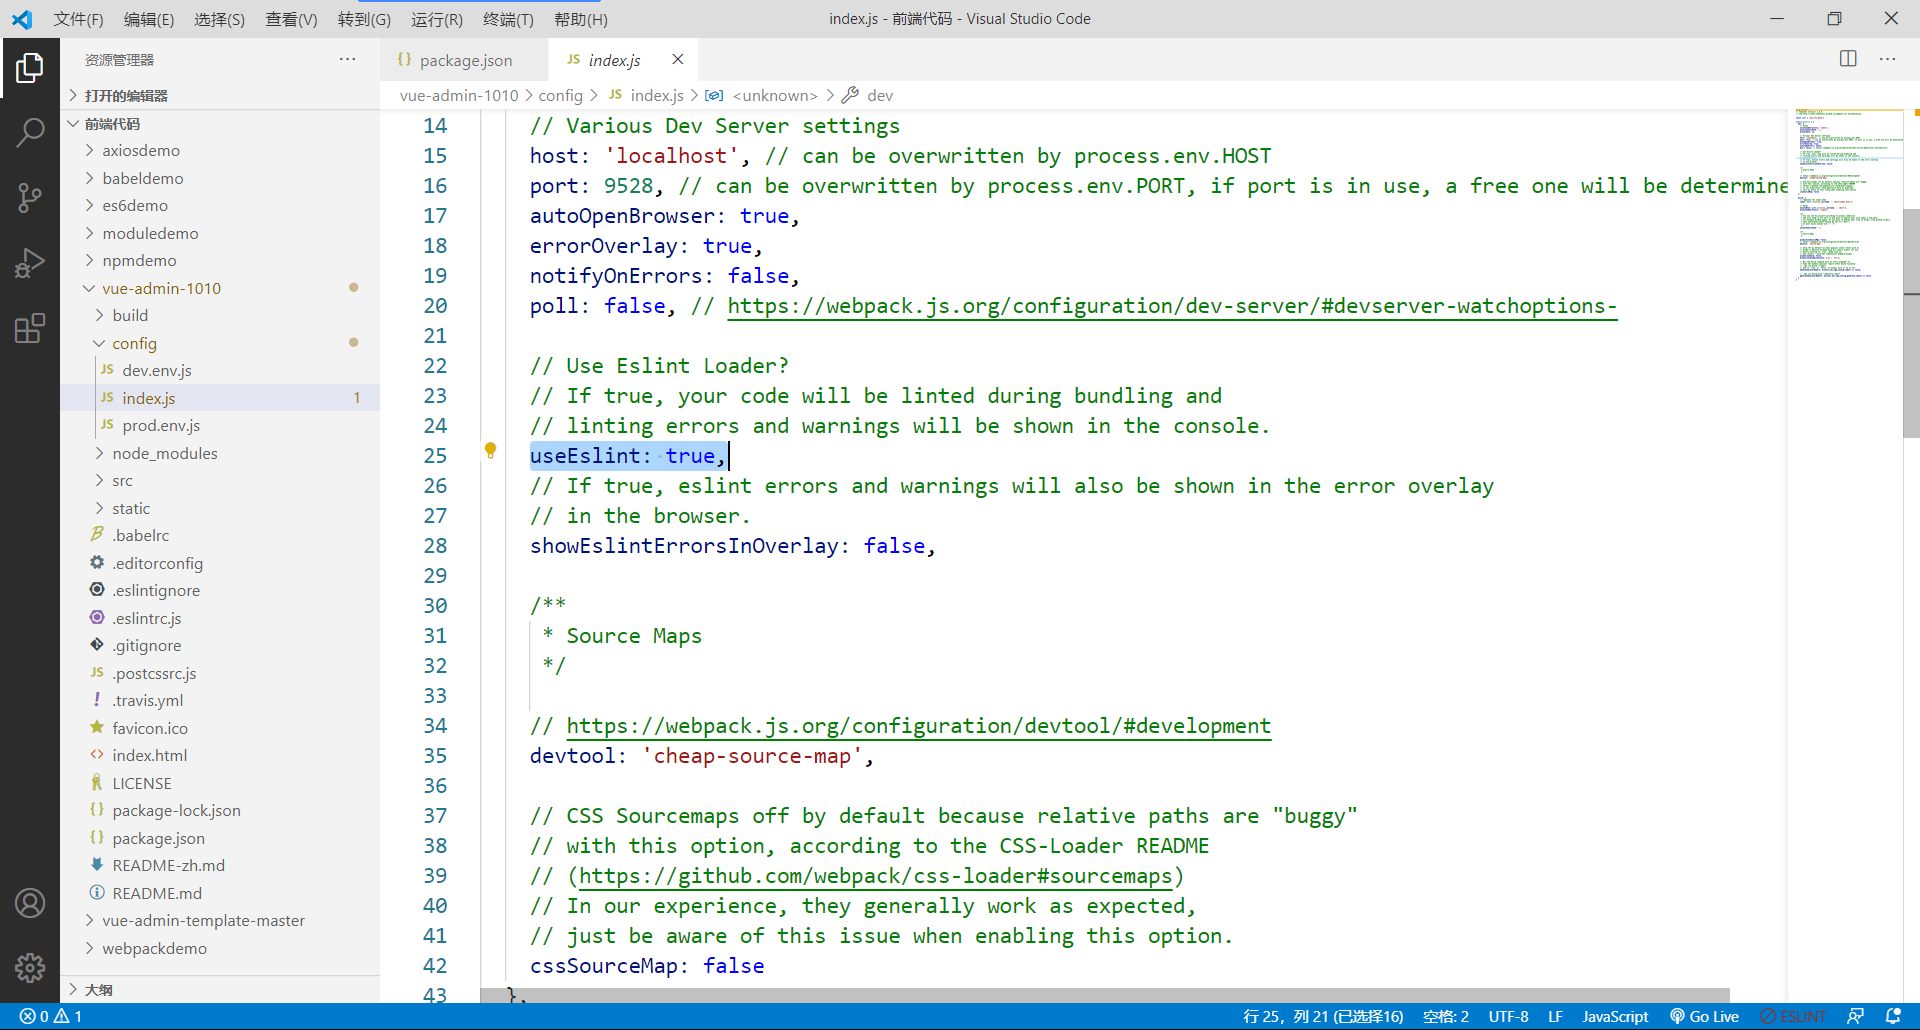 文件(F) 编辑(E) 选择(S) 查看(V) 转到(G) 运行(R) 终端(T) 帮助(H)
index.js - 前端代码 - Visual Studio Code
资源管理器
打开的编辑器
前端代码
axiosdemo
babeldemo
es6demo
moduledemo
npmdemo
vue-admin-1010
build
config
JS dev.env.js
JS index.js 1
JS prod.env.js
node_modules
src
static
.babelrc
.editorconfig
.eslintignore
.eslintrc.js
.gitignore
JS .postcssrc.js
.travis.yml
favicon.ico
index.html
LICENSE
package-lock.json
package.json
README-zh.md
README.md
vue-admin-template-master
webpackdemo
大纲
{} package.json
JS index.js
vue-admin-1010 > config > JS index.js > <unknown> > dev
14 // Various Dev Server settings
15 host: 'localhost', // can be overwritten by process.env.HOST
16 port: 9528, // can be overwritten by process.env.PORT, if port is in use, a free one will be determine
17 autoOpenBrowser: true,
18 errorOverlay: true,
19 notifyOnErrors: false,
20 poll: false, // https://webpack.js.org/configuration/dev-server/#devserver-watchoptions-
21
22 // Use Eslint Loader?
23 // If true, your code will be linted during bundling and
24 // linting errors and warnings will be shown in the console.
25 useEslint: true,
26 // If true, eslint errors and warnings will also be shown in the error overlay
27 // in the browser.
28 showEslintErrorsInOverlay: false,
29
30 /**
31 * Source Maps
32 */
33
34 // https://webpack.js.org/configuration/devtool/#development
35 devtool: 'cheap-source-map',
36
37 // CSS Sourcemaps off by default because relative paths are "buggy"
38 // with this option, according to the CSS-Loader README
39 // (https://github.com/webpack/css-loader#sourcemaps)
40 // In our experience, they generally work as expected,
41 // just be aware of this issue when enabling this option.
42 cssSourceMap: false
43 },
0 1
行 25，列 21 (已选择16) 空格: 2 UTF-8 LF JavaScript Go Live ESLINT